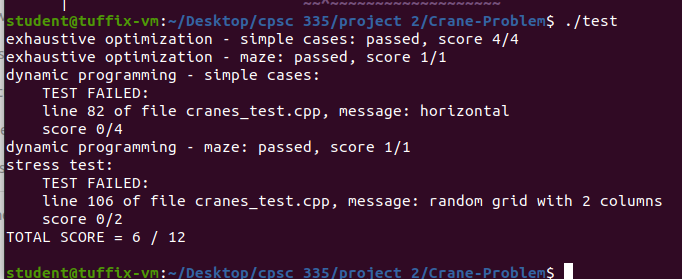 student@tuffix-vm:~/Desktop/cpsc 335/project 2/Crane-Problem$ ./test
exhaustive optimization - simple cases: passed, score 4/4
exhaustive optimization - maze: passed, score 1/1
dynamic programming - simple cases:
    TEST FAILED:
    line 82 of file cranes_test.cpp, message: horizontal
    score 0/4
dynamic programming - maze: passed, score 1/1
stress test:
    TEST FAILED:
    line 106 of file cranes_test.cpp, message: random grid with 2 columns
    score 0/2
TOTAL SCORE = 6 / 12
student@tuffix-vm:~/Desktop/cpsc 335/project 2/Crane-Problem$